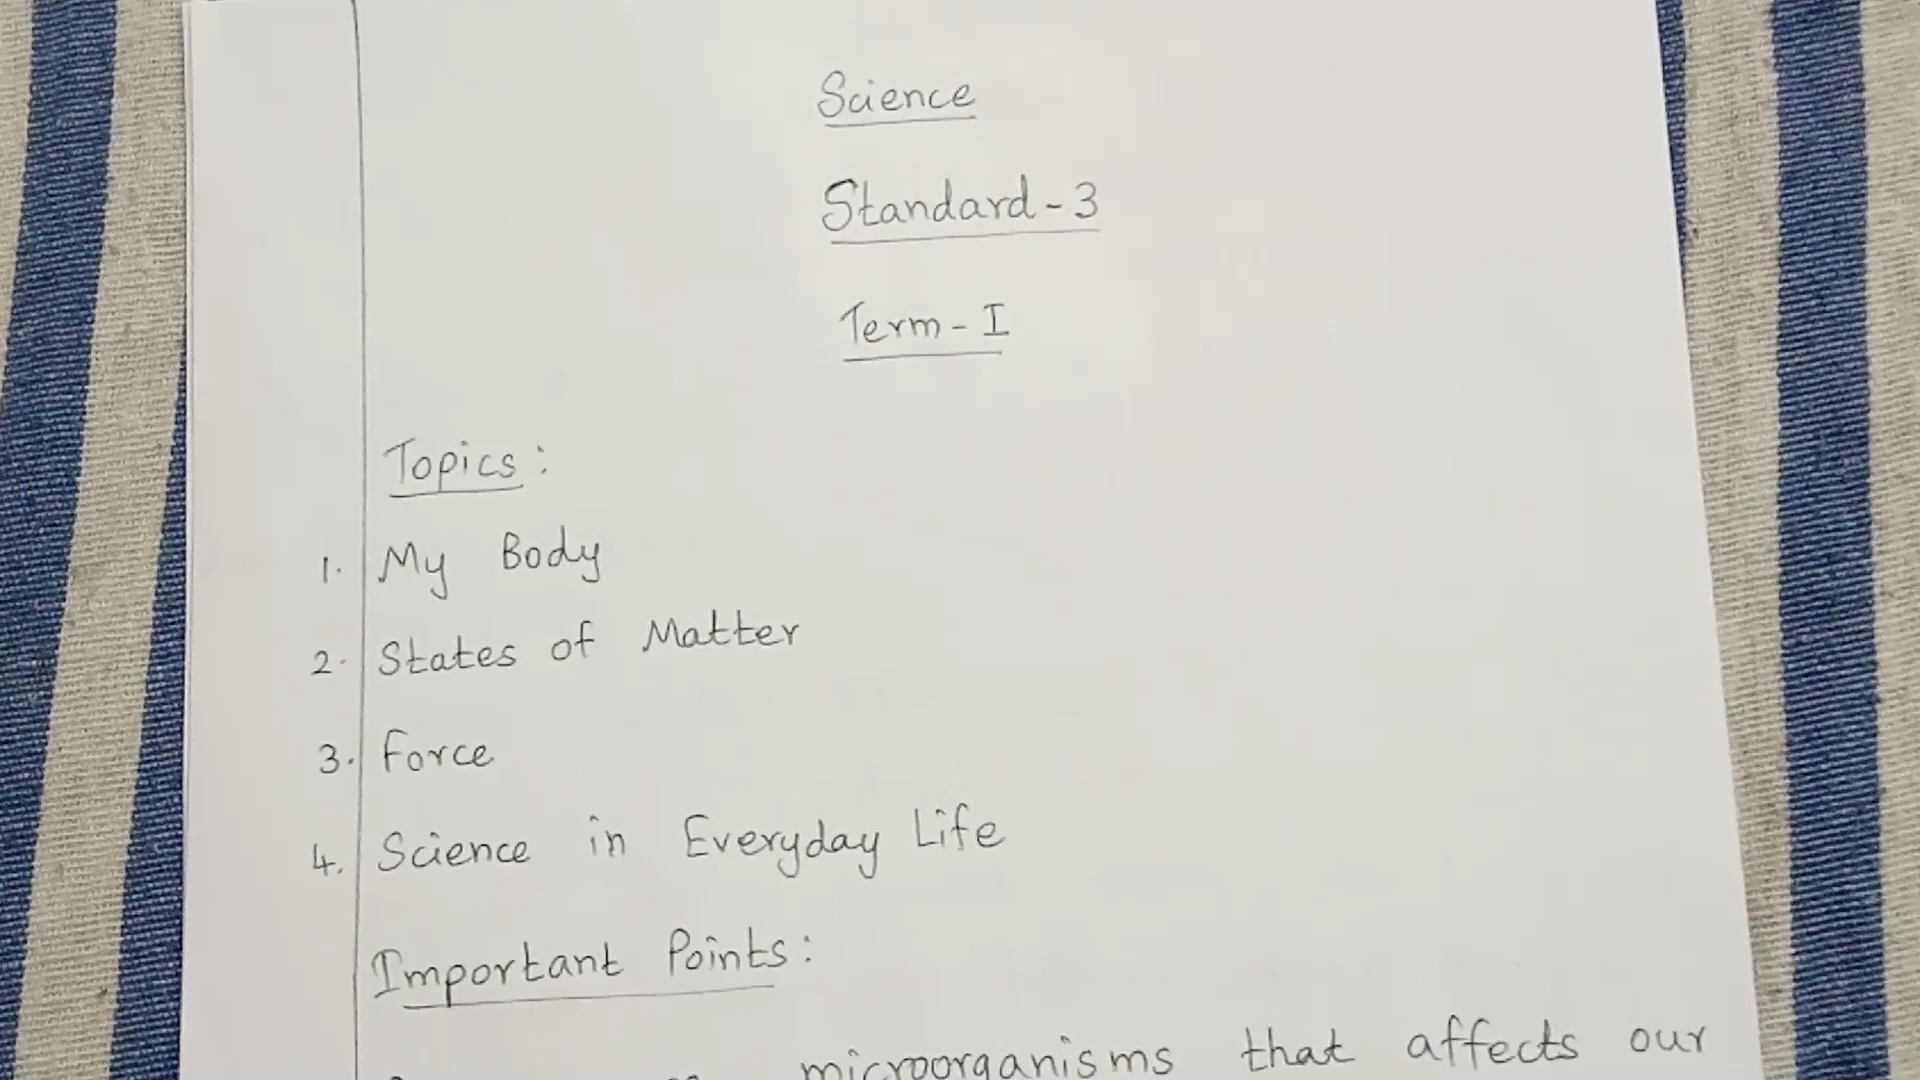 Science
Standard - 3
Term - I
Topics :
1. My Body
2. States of Matter
3. Force
4. Science in Everyday Life
Important Points :
microorganisms that affects our